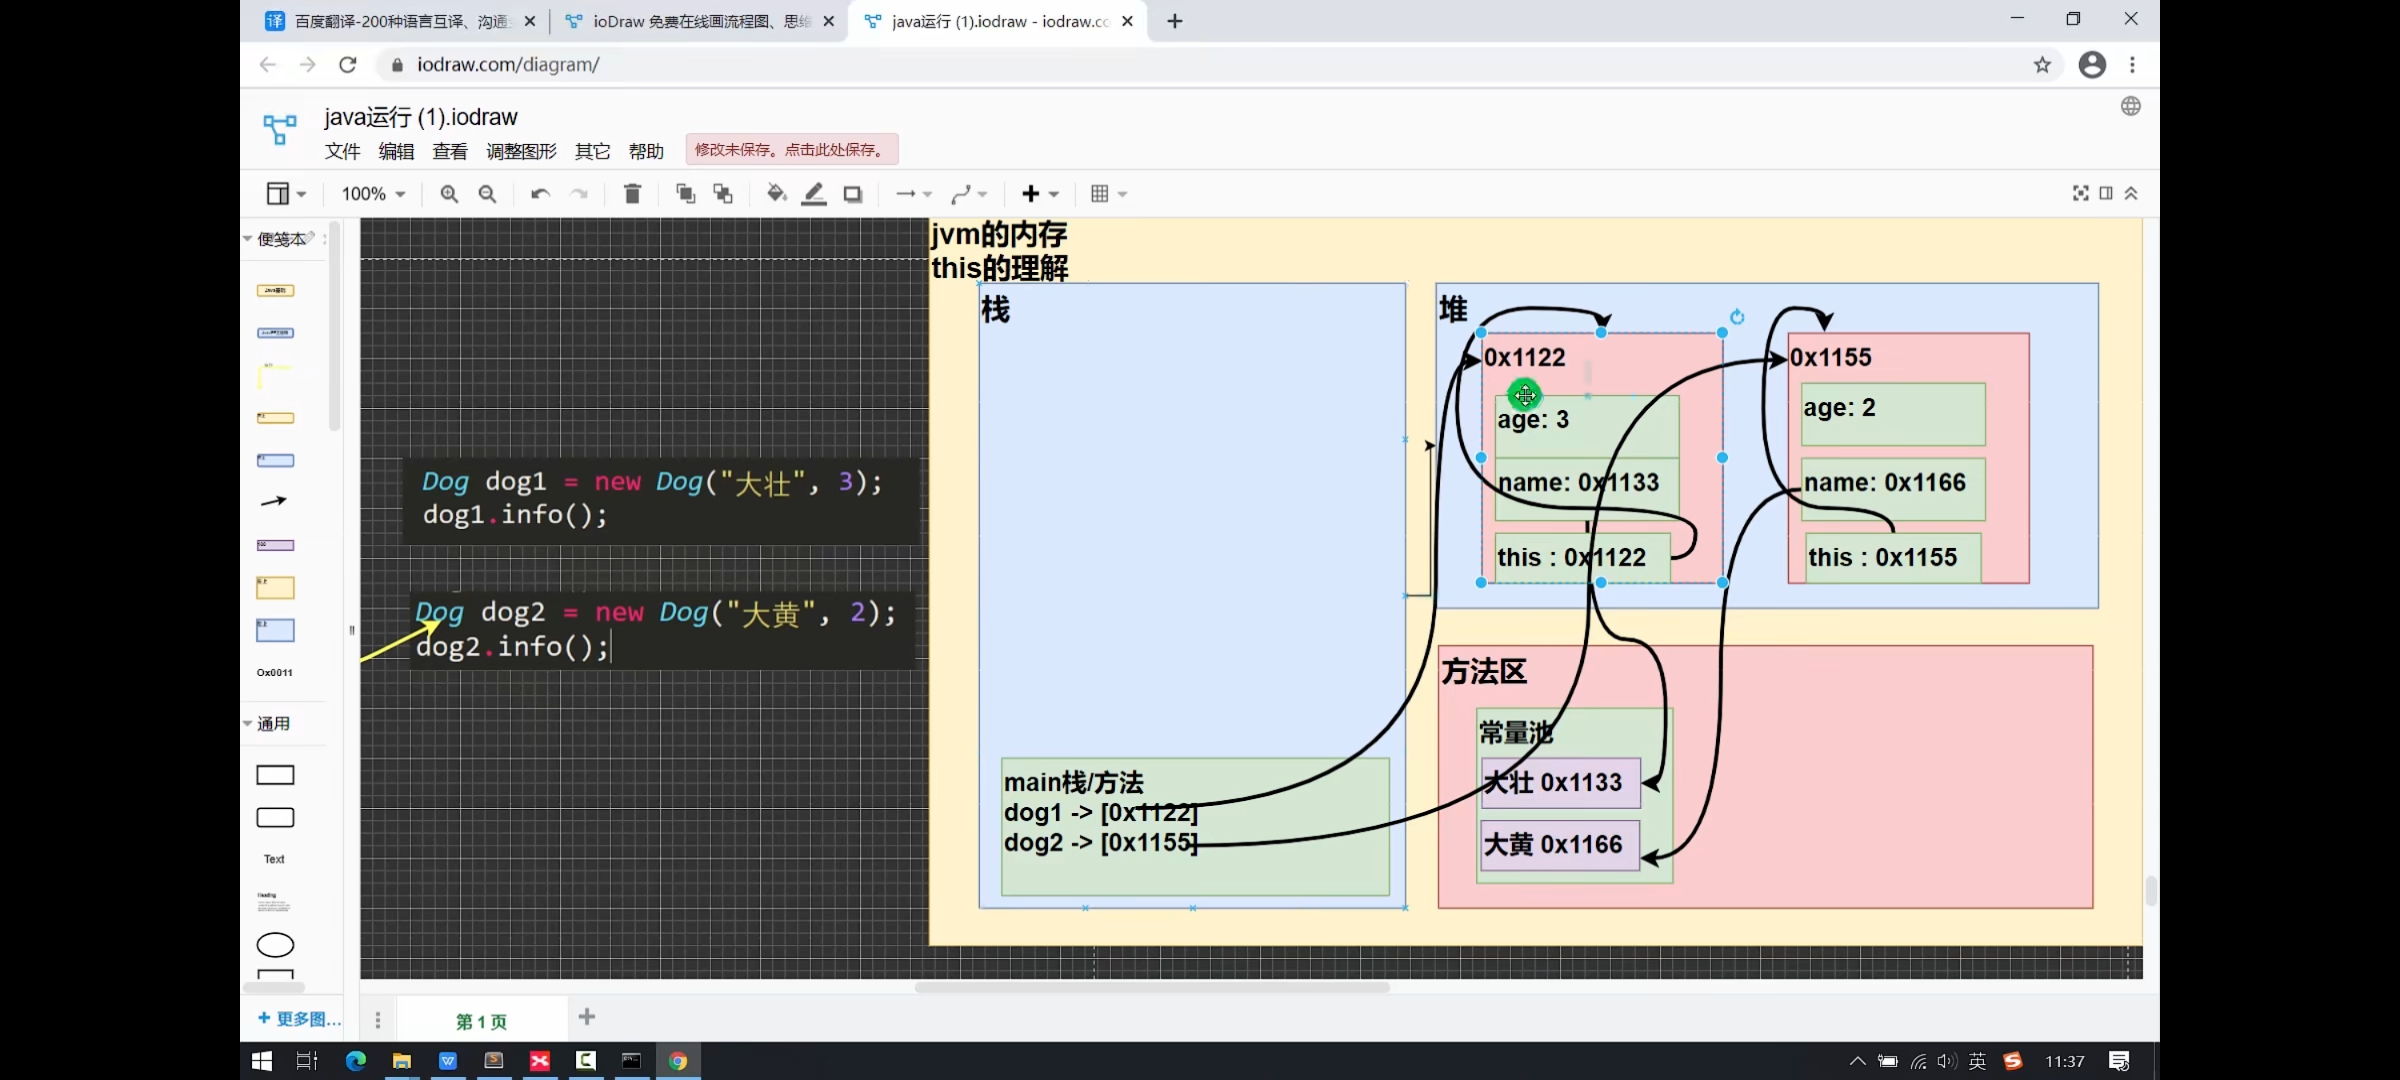 百度翻译-200种语言互译、沟通
ioDraw 免费在线画流程图、思维
java运行 (1).iodraw - iodraw.co
iodraw.com/diagram/
java运行 (1).iodraw
文件 编辑 查看 调整图形 其它 帮助
修改未保存。点击此处保存。
100%
便笺本
Ox0011
通用
Text
Heading
更多图...
第 1 页
Dog dog1 = new Dog("大壮", 3);
dog1.info();
Dog dog2 = new Dog("大黄", 2);
dog2.info();
jvm的内存
this的理解
栈
main栈/方法
dog1 -> [0x1122]
dog2 -> [0x1155]
堆
0x1122
age: 3
name: 0x1133
this : 0x1122
0x1155
age: 2
name: 0x1166
this : 0x1155
方法区
常量池
大壮 0x1133
大黄 0x1166
英
11:37